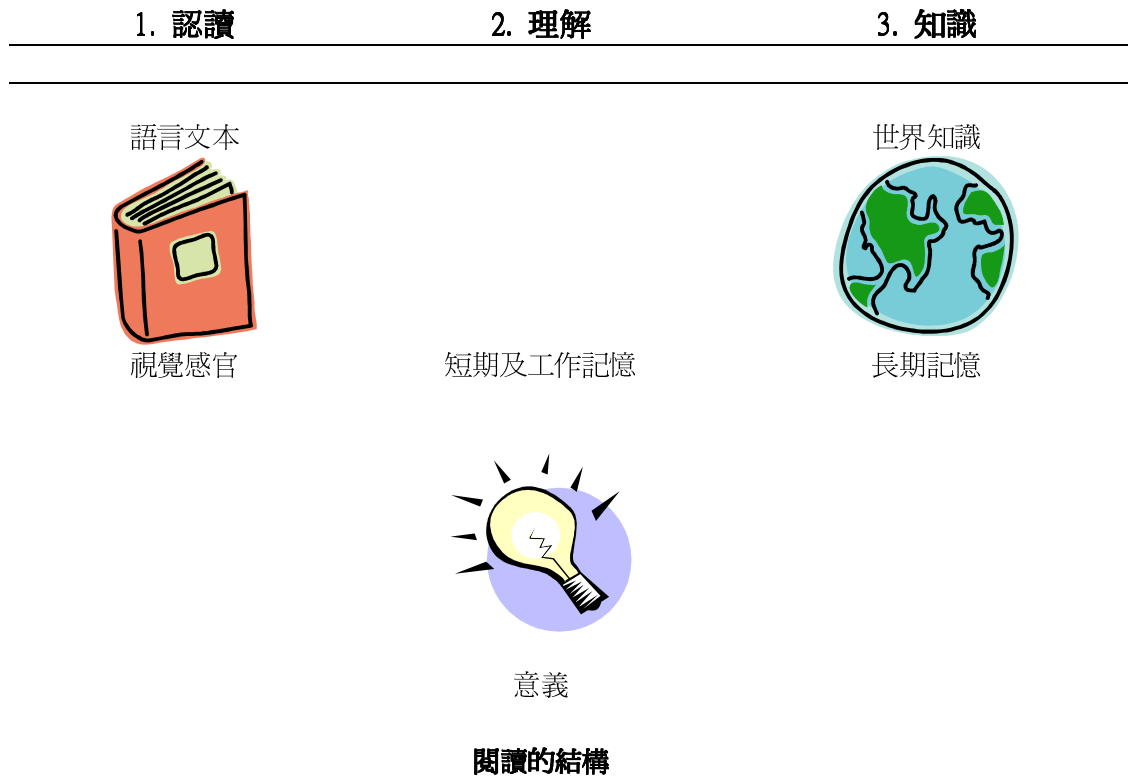 1. 認讀 2. 理解 3. 知識
語言文本 世界知識
視覺感官 短期及工作記憶 長期記憶
意義
閱讀的結構